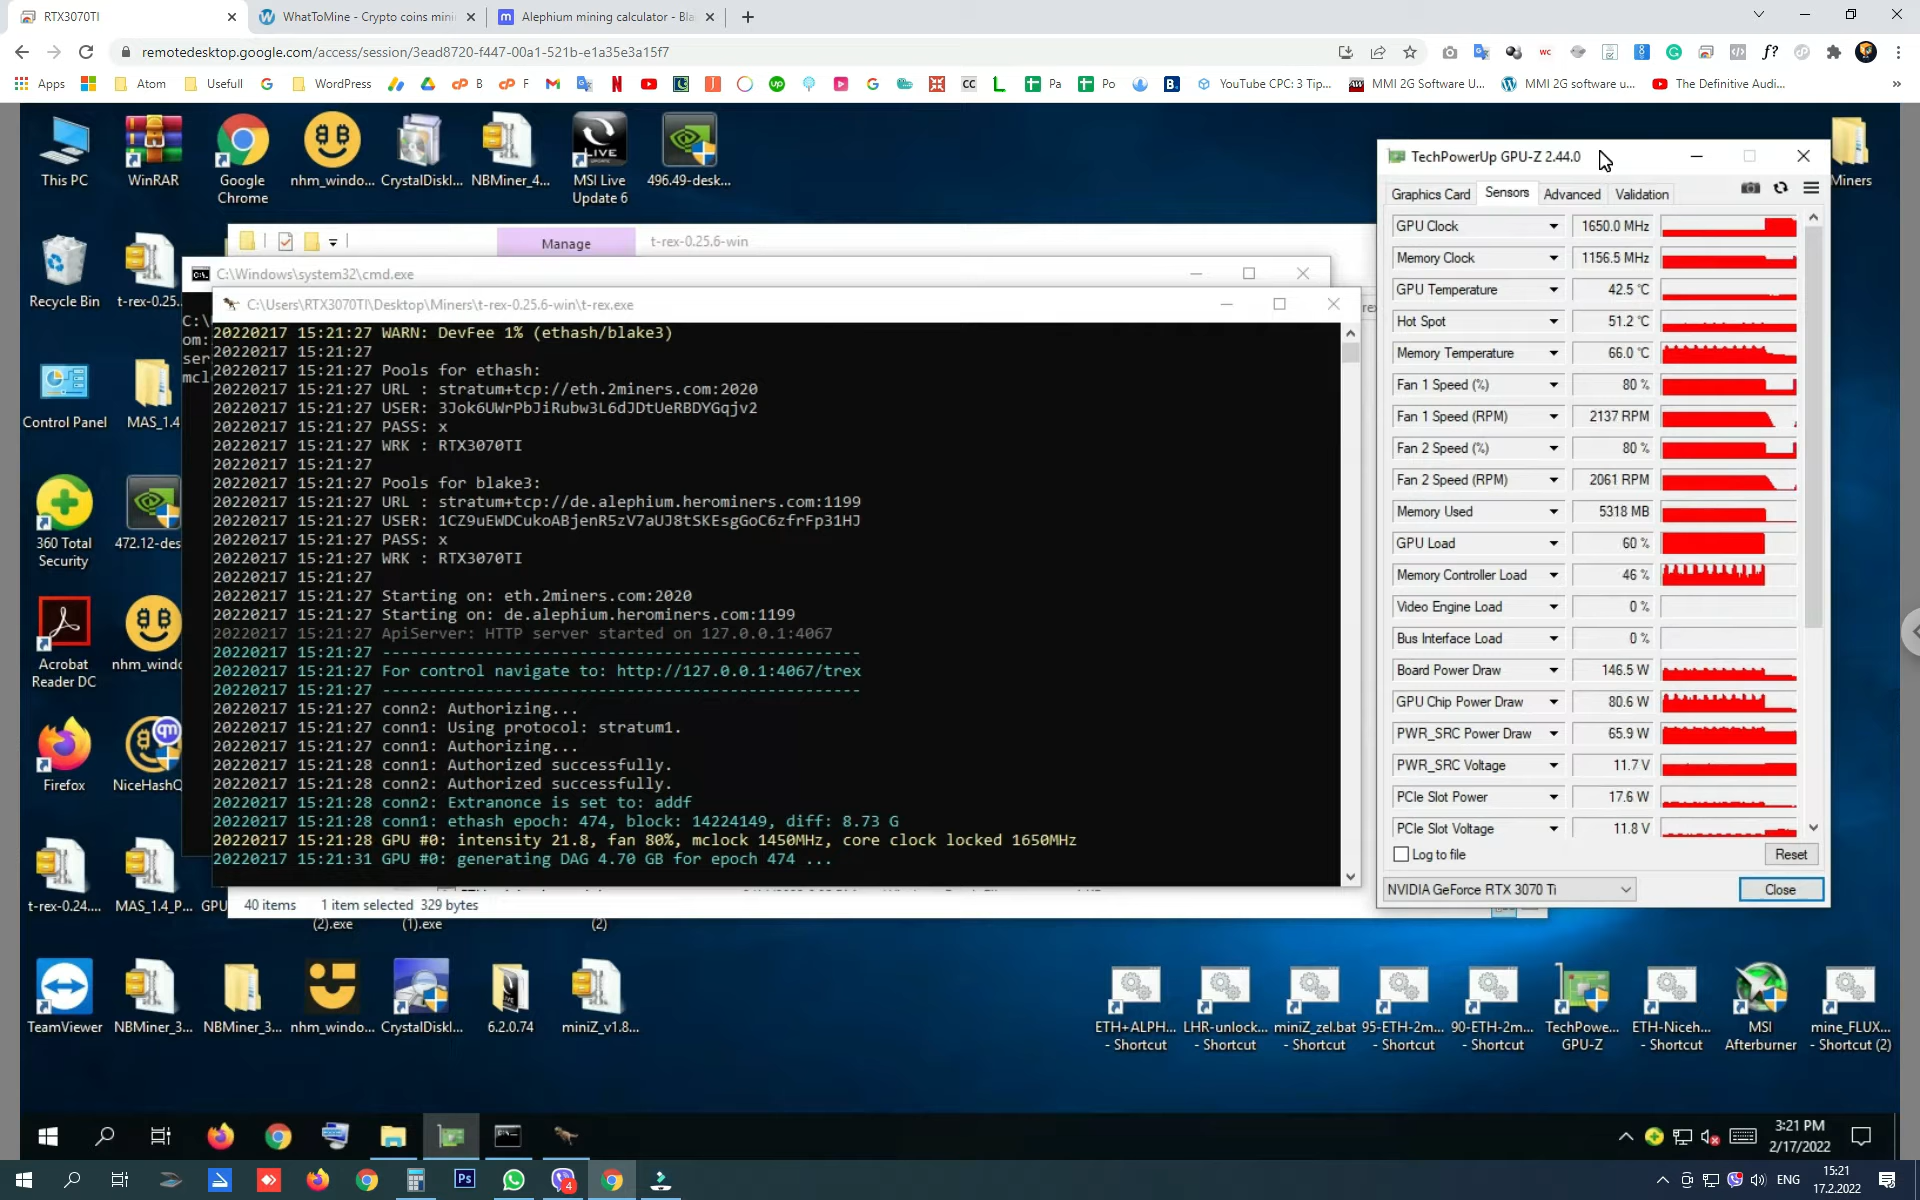 RTX3070TI
WhatToMine - Crypto coins mini
Alephium mining calculator - Bla
remotedesktop.google.com/access/session/3ead8720-f447-00a1-521b-e1a35e3a15f7
Apps
Atom
Usefull
WordPress
B
F
Pa
Po
YouTube CPC: 3 Tip...
MMI 2G Software U...
MMI 2G software u...
The Definitive Audi...
This PC
WinRAR
Google Chrome
nhm_windo...
CrystalDiskI...
NBMiner_4...
MSI Live Update 6
496.49-desk...
Miners
Manage
t-rex-0.25.6-win
C:\Windows\system32\cmd.exe
C:\Users\RTX3070TI\Desktop\Miners\t-rex-0.25.6-win\t-rex.exe
20220217 15:21:27 WARN: DevFee 1% (ethash/blake3)
20220217 15:21:27
20220217 15:21:27 Pools for ethash:
20220217 15:21:27 URL : stratum+tcp://eth.2miners.com:2020
20220217 15:21:27 USER: 3Jok6UWrPbJiRubw3L6dJDtUeRBDYGqjv2
20220217 15:21:27 PASS: x
20220217 15:21:27 WRK : RTX3070TI
20220217 15:21:27
20220217 15:21:27 Pools for blake3:
20220217 15:21:27 URL : stratum+tcp://de.alephium.herominers.com:1199
20220217 15:21:27 USER: 1CZ9uEWDCukoABjenR5zV7aUJ8tSKEsgGoC6zfrFp31HJ
20220217 15:21:27 PASS: x
20220217 15:21:27 WRK : RTX3070TI
20220217 15:21:27
20220217 15:21:27 Starting on: eth.2miners.com:2020
20220217 15:21:27 Starting on: de.alephium.herominers.com:1199
20220217 15:21:27 ApiServer: HTTP server started on 127.0.0.1:4067
20220217 15:21:27 ---------------------------------------------------
20220217 15:21:27 For control navigate to: http://127.0.0.1:4067/trex
20220217 15:21:27 ---------------------------------------------------
20220217 15:21:27 conn2: Authorizing...
20220217 15:21:27 conn1: Using protocol: stratum1.
20220217 15:21:27 conn1: Authorizing...
20220217 15:21:28 conn1: Authorized successfully.
20220217 15:21:28 conn2: Authorized successfully.
20220217 15:21:28 conn2: Extranonce is set to: addf
20220217 15:21:28 conn1: ethash epoch: 474, block: 14224149, diff: 8.73 G
20220217 15:21:28 GPU #0: intensity 21.8, fan 80%, mclock 1450MHz, core clock locked 1650MHz
20220217 15:21:31 GPU #0: generating DAG 4.70 GB for epoch 474 ...
40 items
1 item selected 329 bytes
TechPowerUp GPU-Z 2.44.0
Graphics Card
Sensors
Advanced
Validation
GPU Clock 1650.0 MHz
Memory Clock 1156.5 MHz
GPU Temperature 42.5 °C
Hot Spot 51.2 °C
Memory Temperature 66.0 °C
Fan 1 Speed (%) 80 %
Fan 1 Speed (RPM) 2137 RPM
Fan 2 Speed (%) 80 %
Fan 2 Speed (RPM) 2061 RPM
Memory Used 5318 MB
GPU Load 60 %
Memory Controller Load 46 %
Video Engine Load 0 %
Bus Interface Load 0 %
Board Power Draw 146.5 W
GPU Chip Power Draw 80.6 W
PWR_SRC Power Draw 65.9 W
PWR_SRC Voltage 11.7 V
PCIe Slot Power 17.6 W
PCIe Slot Voltage 11.8 V
Log to file
Reset
NVIDIA GeForce RTX 3070 Ti
Close
Recycle Bin
t-rex-0.25..
Control Panel
MAS_1.4
360 Total Security
472.12-des
Acrobat Reader DC
nhm_windo
Firefox
NiceHashQ
t-rex-0.24....
MAS_1.4_P...
GPU
(2).exe
(1).exe
(2)
TeamViewer
NBMiner_3...
NBMiner_3...
nhm_windo...
CrystalDiskI...
6.2.0.74
miniZ_v1.8...
ETH+ALPH... - Shortcut
LHR-unlock... - Shortcut
miniZ_zel.bat - Shortcut
95-ETH-2m... - Shortcut
90-ETH-2m... - Shortcut
TechPowe... GPU-Z
ETH-Niceh... - Shortcut
MSI Afterburner
mine_FLUX... - Shortcut (2)
3:21 PM
2/17/2022
ENG
15:21
17.2.2022